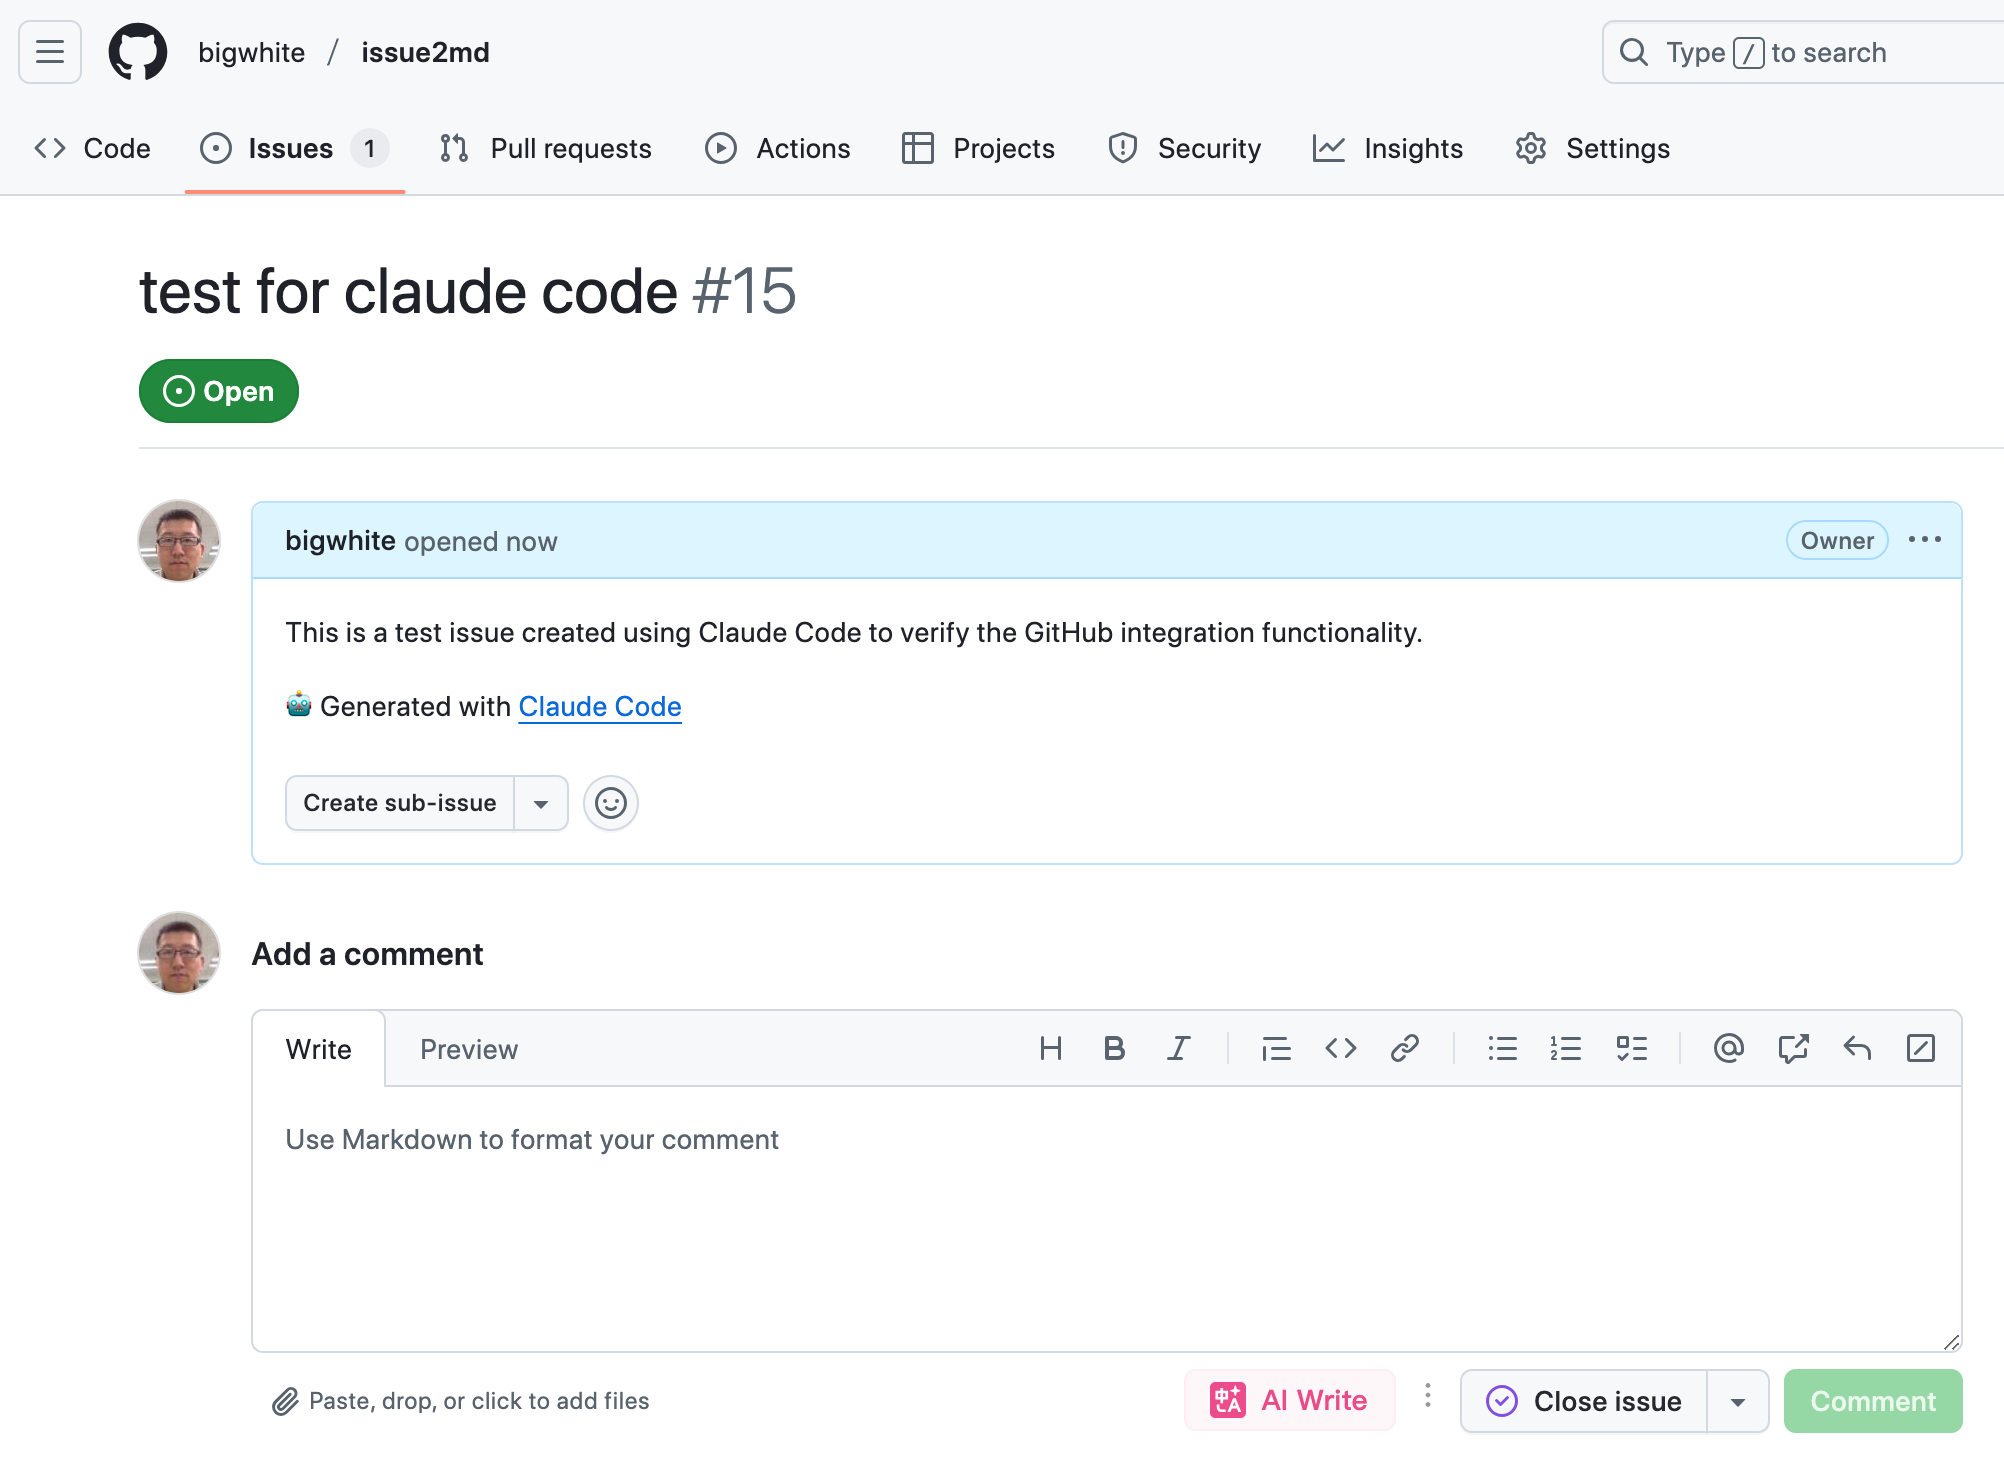 bigwhite / issue2md
Type / to search
Code Issues 1 Pull requests Actions Projects Security Insights Settings
test for claude code #15
Open
bigwhite opened now Owner
This is a test issue created using Claude Code to verify the GitHub integration functionality.
🤖 Generated with Claude Code
Create sub-issue
Add a comment
Write Preview
Use Markdown to format your comment
Paste, drop, or click to add files
AI Write Close issue Comment